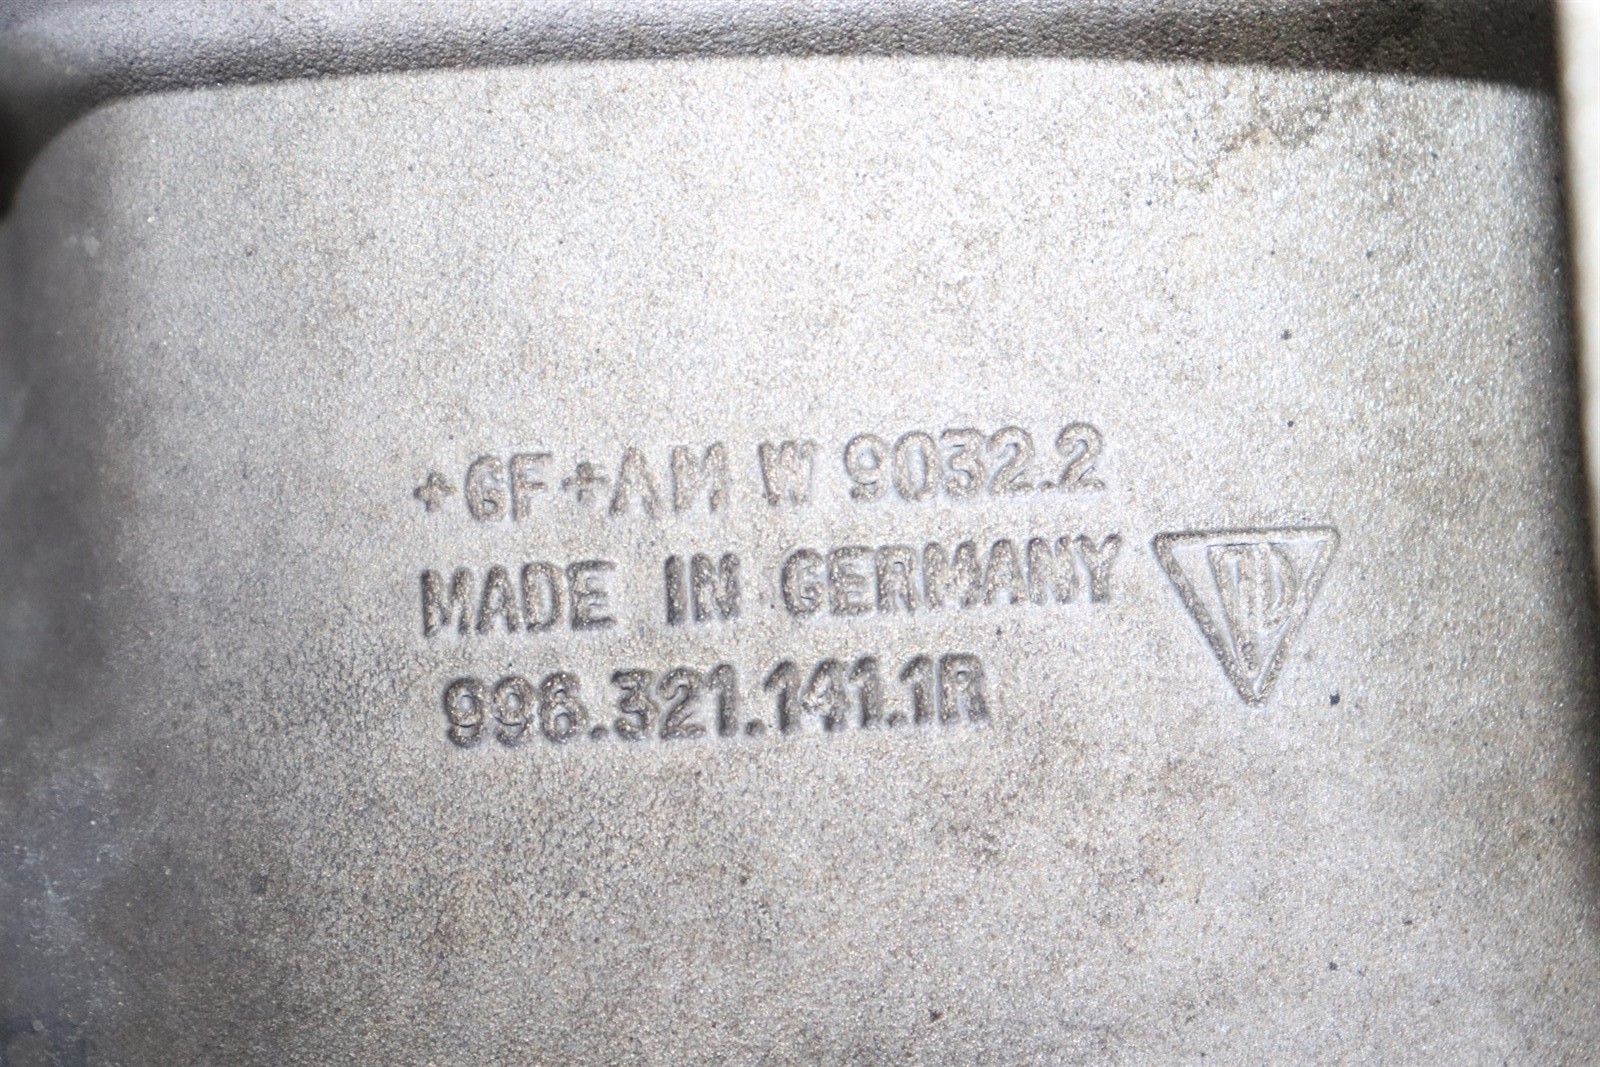 +GF+AM W 9032.2
MADE IN GERMANY
996.321.141.1R